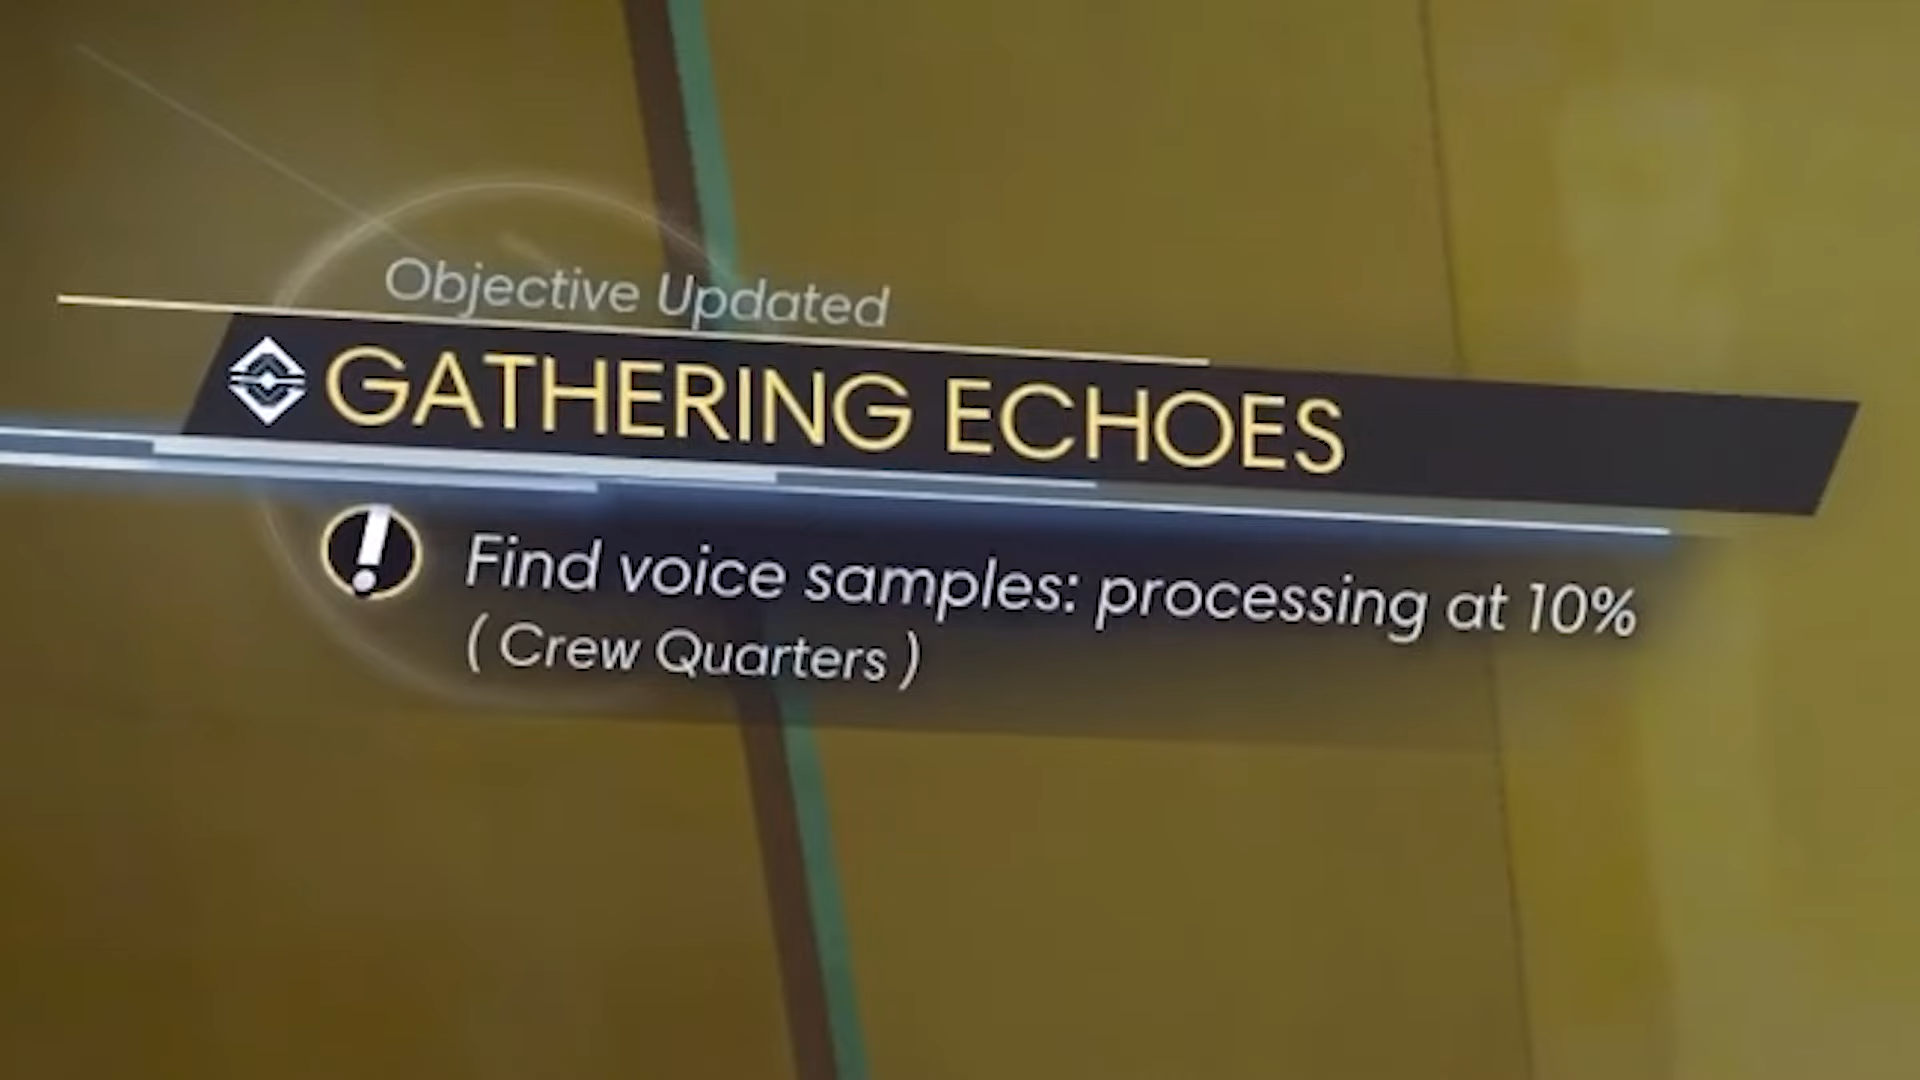 Objective Updated
GATHERING ECHOES
Find voice samples: processing at 10%
( Crew Quarters )